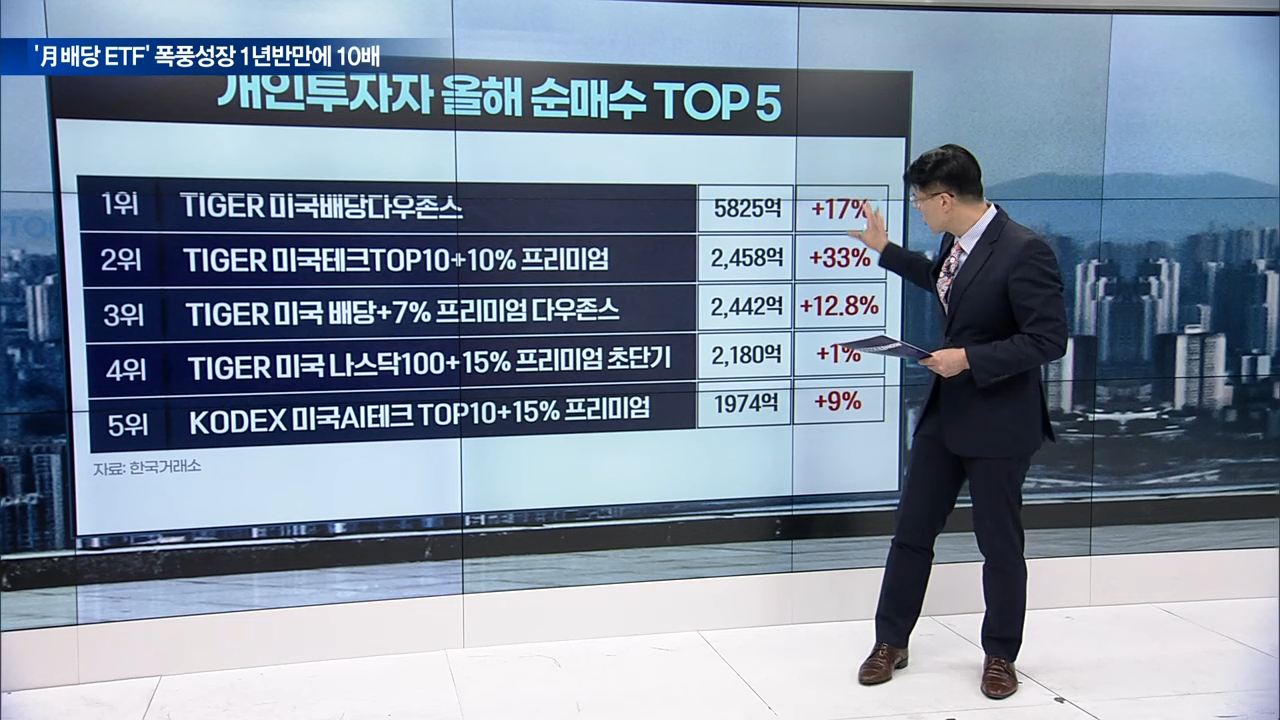 '月배당 ETF' 폭풍성장 1년반만에 10배
개인투자자 올해 순매수 TOP 5
1위 TIGER 미국배당다우존스 5825억 +17%
2위 TIGER 미국테크TOP10+10% 프리미엄 2,458억 +33%
3위 TIGER 미국 배당+7% 프리미엄 다우존스 2,442억 +12.8%
4위 TIGER 미국 나스닥100+15% 프리미엄 초단기 2,180억 +1%
5위 KODEX 미국AI테크 TOP10+15% 프리미엄 1974억 +9%
자료: 한국거래소